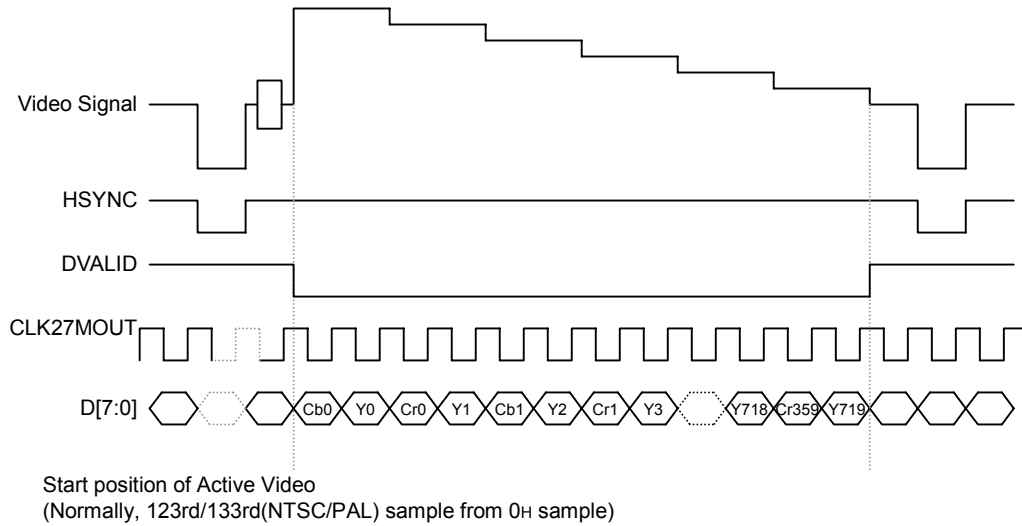 Video Signal
HSYNC
DVALID
CLK27MOUT
D[7:0] Cb0 Y0 Cr0 Y1 Cb1 Y2 Cr1 Y3 Y718 Cr359 Y719
Start position of Active Video
(Normally, 123rd/133rd(NTSC/PAL) sample from 0H sample)